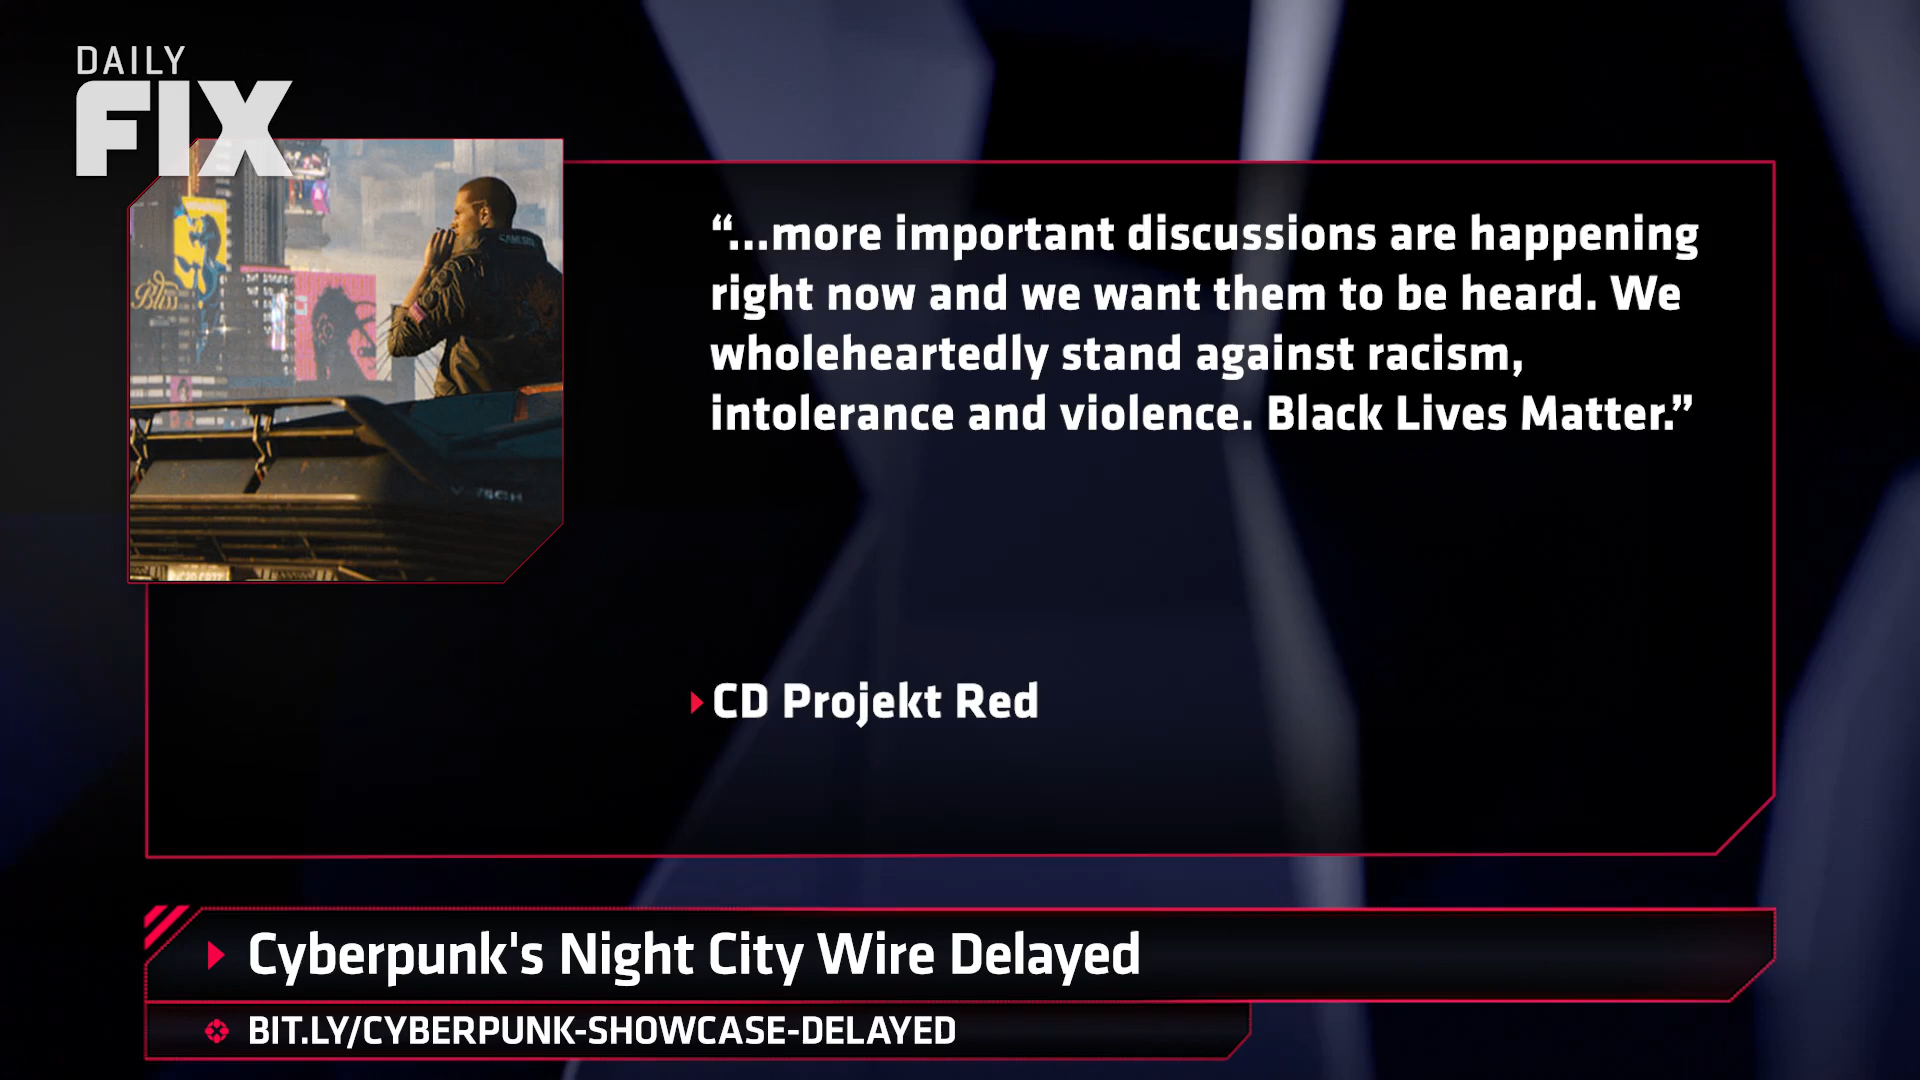 DAILY
FIX
Bliss
SAMURAI
“...more important discussions are happening
right now and we want them to be heard. We
wholeheartedly stand against racism,
intolerance and violence. Black Lives Matter.”
CD Projekt Red
Cyberpunk's Night City Wire Delayed
BIT.LY/CYBERPUNK-SHOWCASE-DELAYED